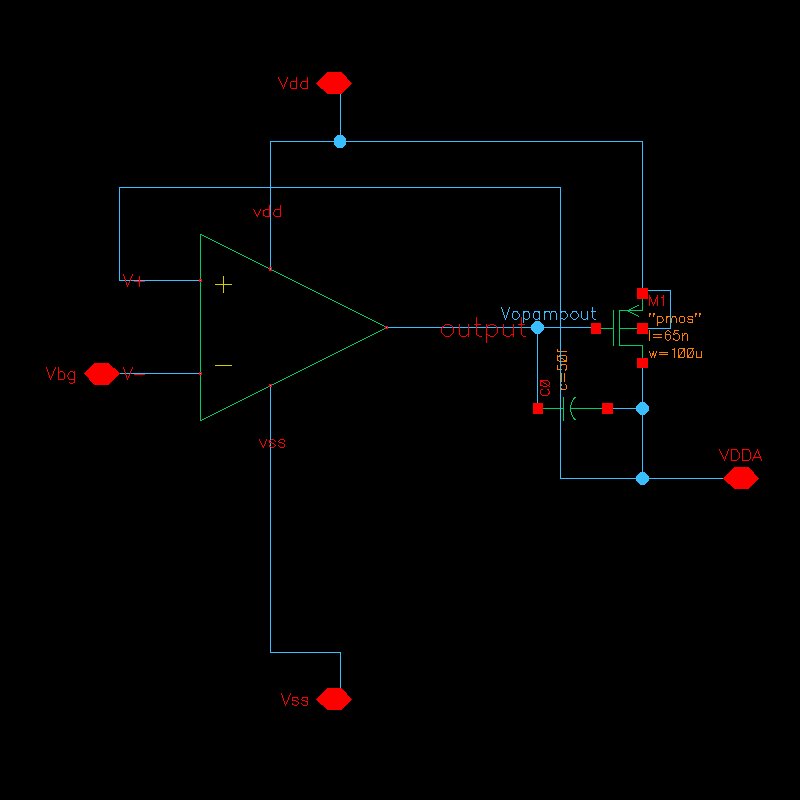 Vdd
vdd
V+
Vopampout
M1
output
"pmos"
l=65n
w=100u
c=50f
c0
Vbg
V-
vss
VDDA
Vss